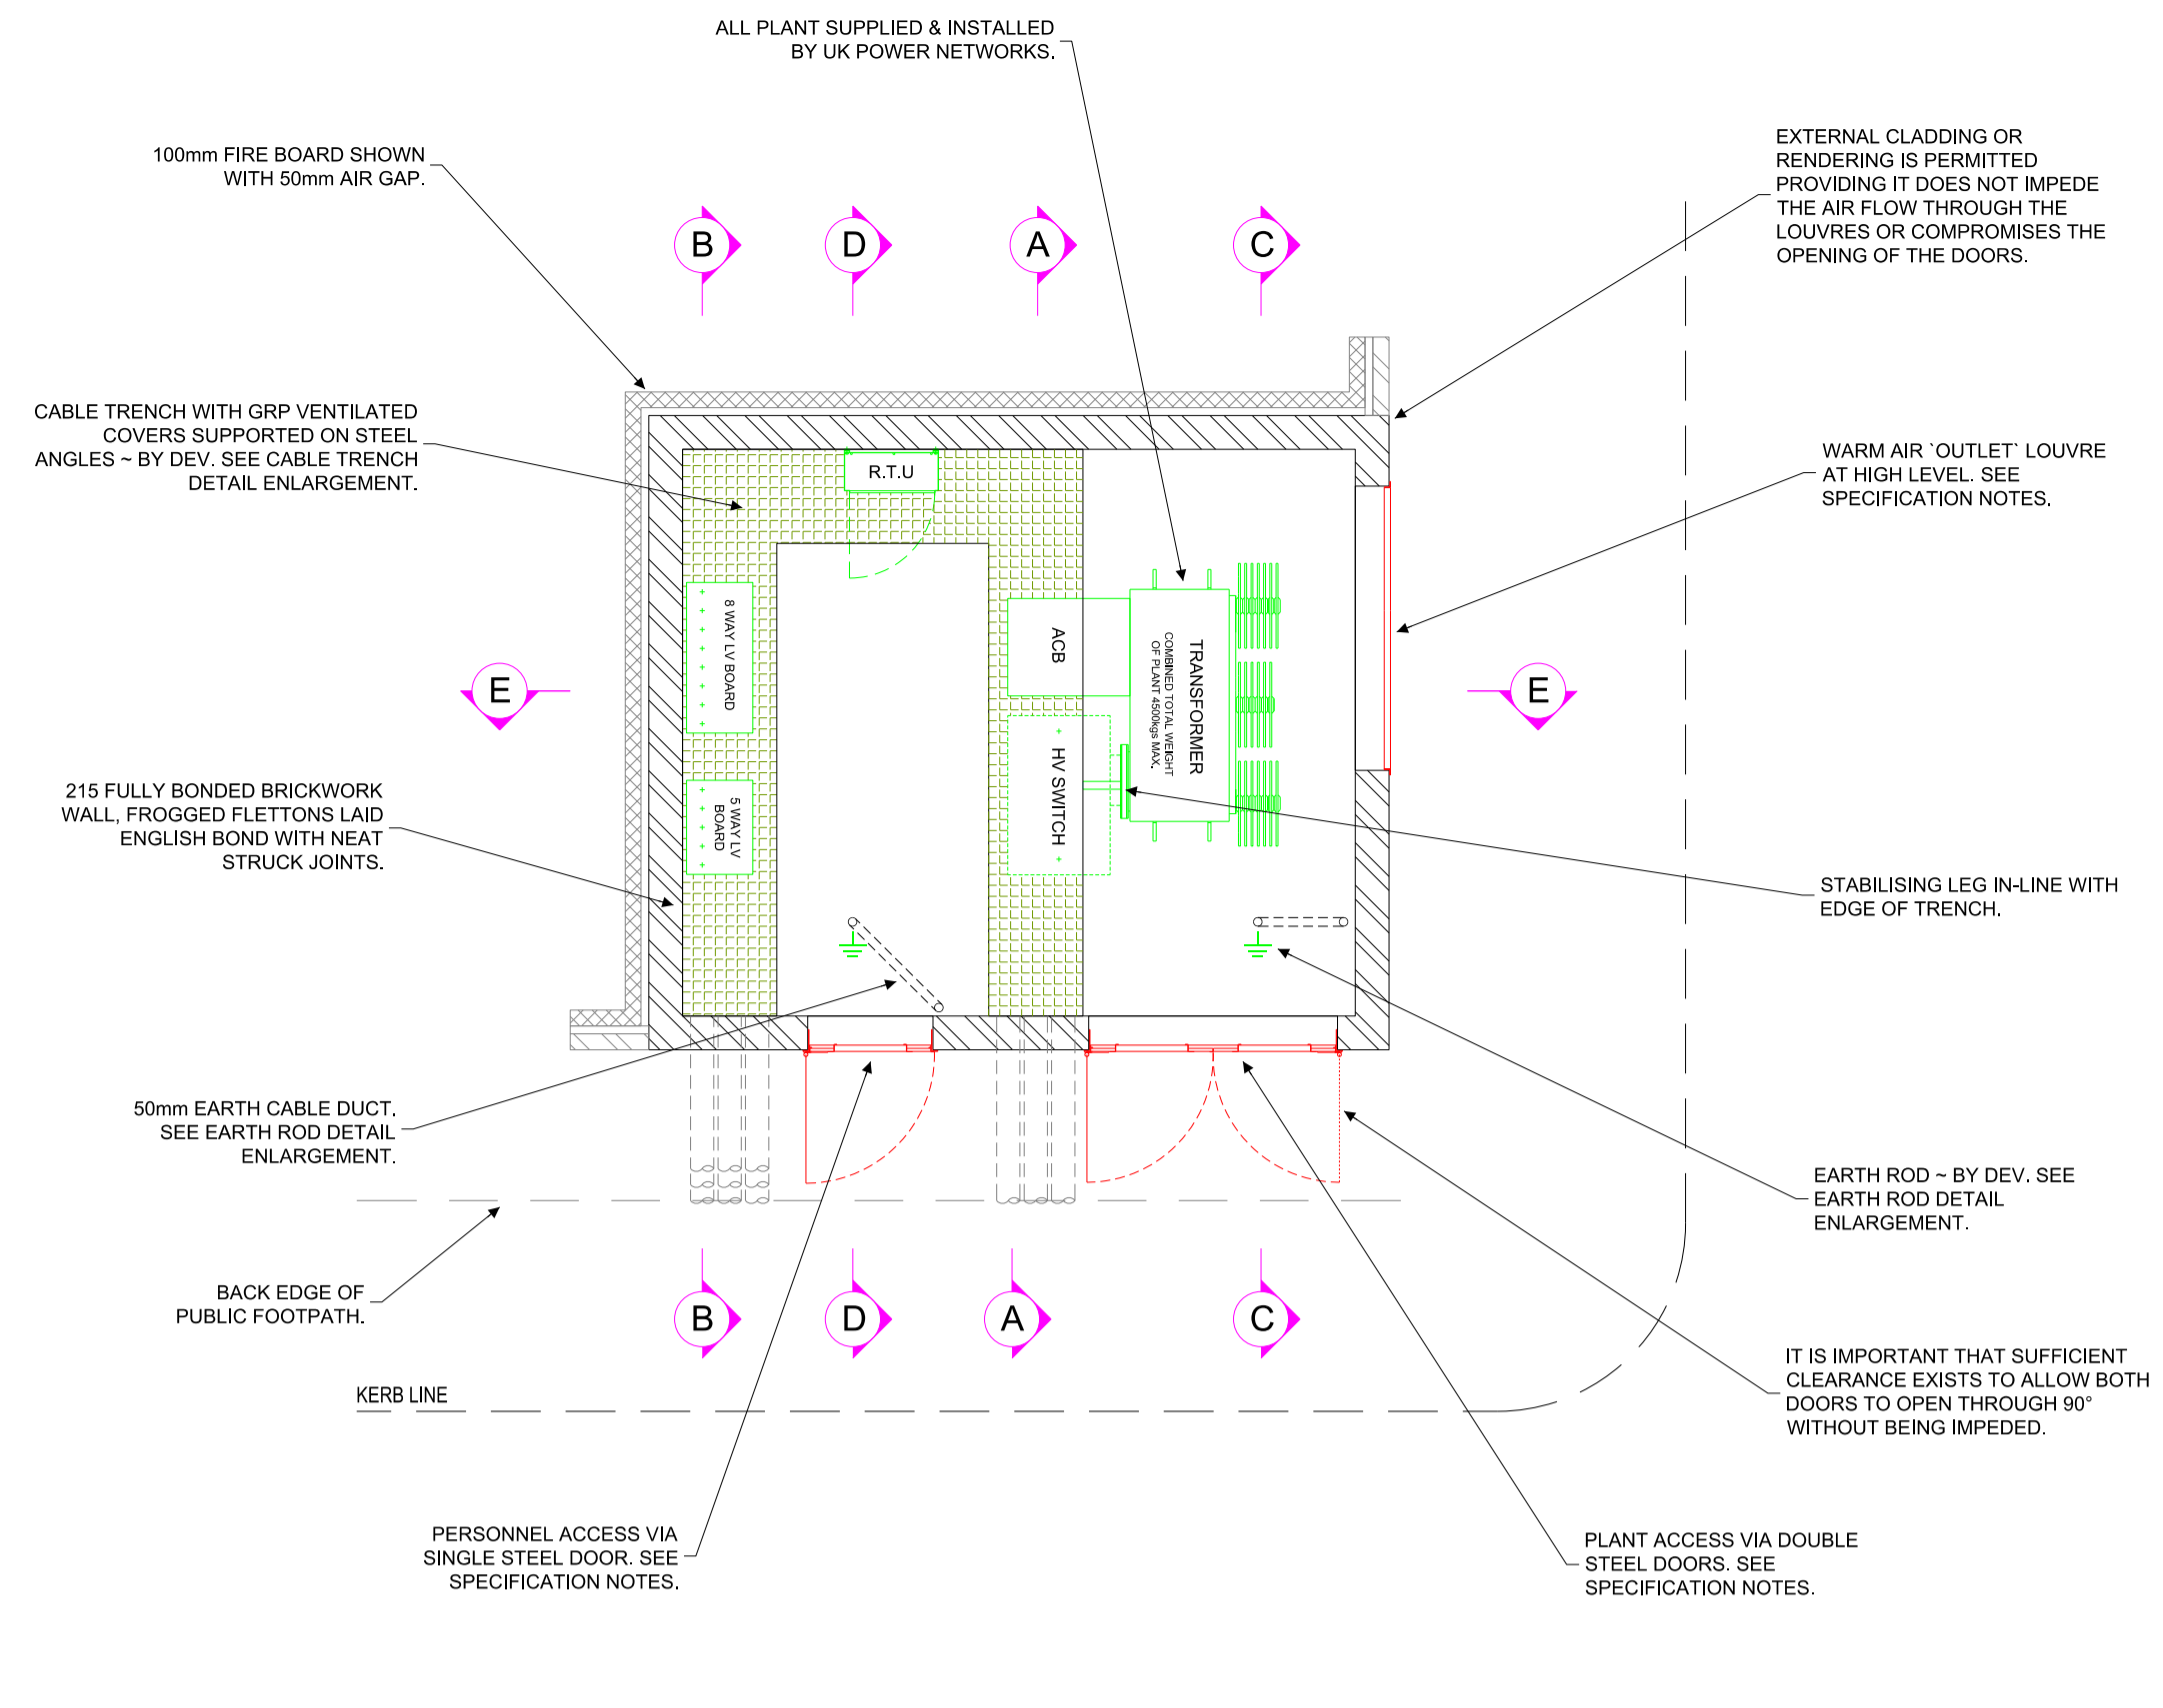 ALL PLANT SUPPLIED & INSTALLED
BY UK POWER NETWORKS.
100mm FIRE BOARD SHOWN
WITH 50mm AIR GAP.
EXTERNAL CLADDING OR
RENDERING IS PERMITTED
PROVIDING IT DOES NOT IMPEDE
THE AIR FLOW THROUGH THE
LOUVRES OR COMPROMISES THE
OPENING OF THE DOORS.
B
D
A
C
CABLE TRENCH WITH GRP VENTILATED
COVERS SUPPORTED ON STEEL
ANGLES ~ BY DEV. SEE CABLE TRENCH
DETAIL ENLARGEMENT.
WARM AIR `OUTLET` LOUVRE
AT HIGH LEVEL. SEE
SPECIFICATION NOTES.
R.T.U
8 WAY LV BOARD
ACB
TRANSFORMER
COMBINED TOTAL WEIGHT
OF PLANT 4500kgs MAX.
E
E
HV SWITCH
5 WAY LV
BOARD
215 FULLY BONDED BRICKWORK
WALL, FROGGED FLETTONS LAID
ENGLISH BOND WITH NEAT
STRUCK JOINTS.
STABILISING LEG IN-LINE WITH
EDGE OF TRENCH.
50mm EARTH CABLE DUCT.
SEE EARTH ROD DETAIL
ENLARGEMENT.
EARTH ROD ~ BY DEV. SEE
EARTH ROD DETAIL
ENLARGEMENT.
BACK EDGE OF
PUBLIC FOOTPATH.
B
D
A
C
KERB LINE
IT IS IMPORTANT THAT SUFFICIENT
CLEARANCE EXISTS TO ALLOW BOTH
DOORS TO OPEN THROUGH 90°
WITHOUT BEING IMPEDED.
PERSONNEL ACCESS VIA
SINGLE STEEL DOOR. SEE
SPECIFICATION NOTES.
PLANT ACCESS VIA DOUBLE
STEEL DOORS. SEE
SPECIFICATION NOTES.